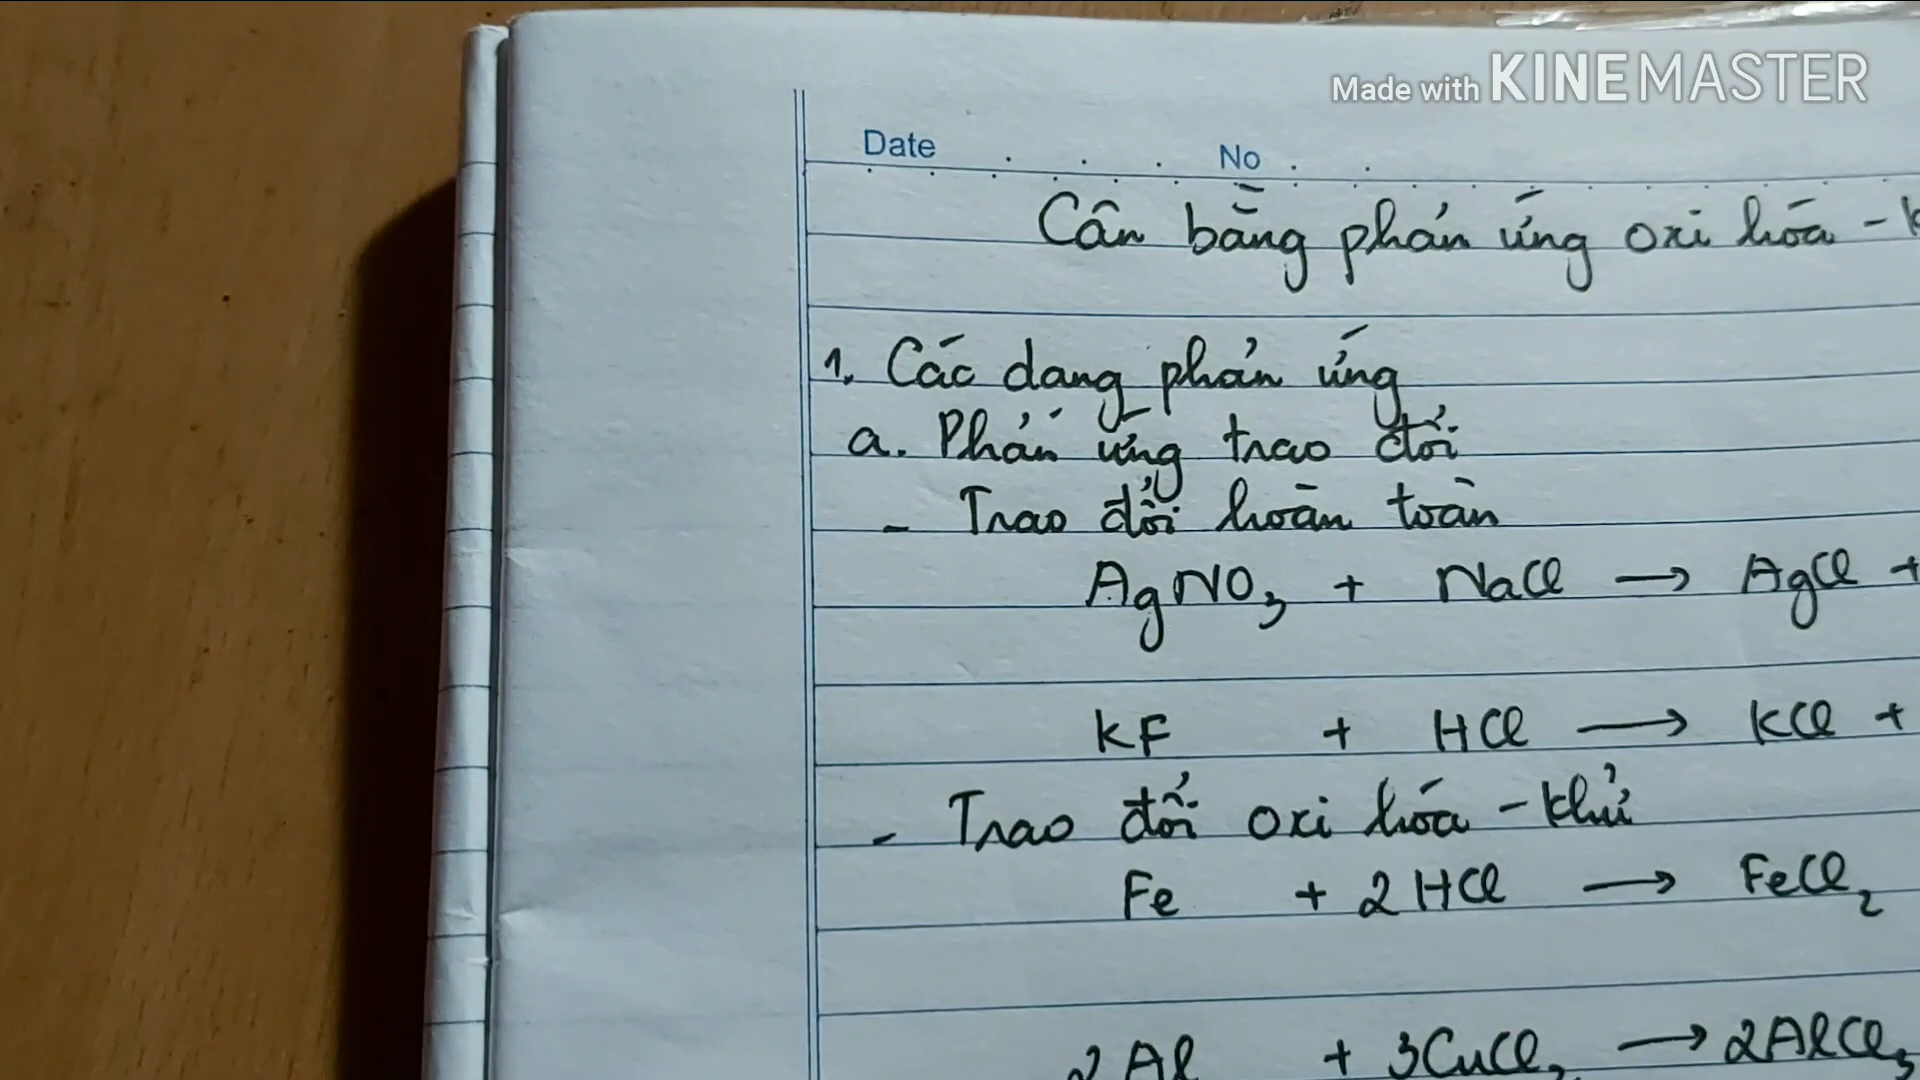 Made with KINEMASTER
Date No
Cân bằng phản ứng oxi hóa - k
1. Các dạng phản ứng
a. Phản ứng trao đổi
- Trao đổi hoàn toàn
AgNO₃ + NaCl → AgCl +
KF + HCl → KCl +
- Trao đổi oxi hóa - khử
Fe + 2HCl → FeCl₂
2Al + 3CuCl₂ → 2AlCl₃